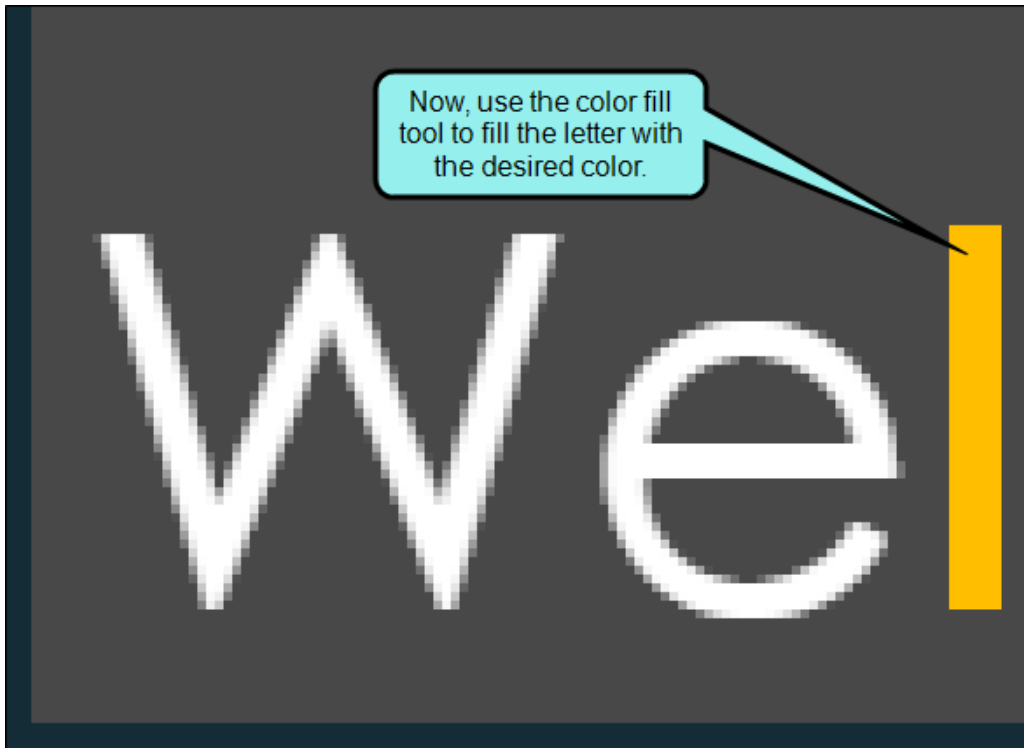 Now, use the color fill
tool to fill the letter with
the desired color.
Wel